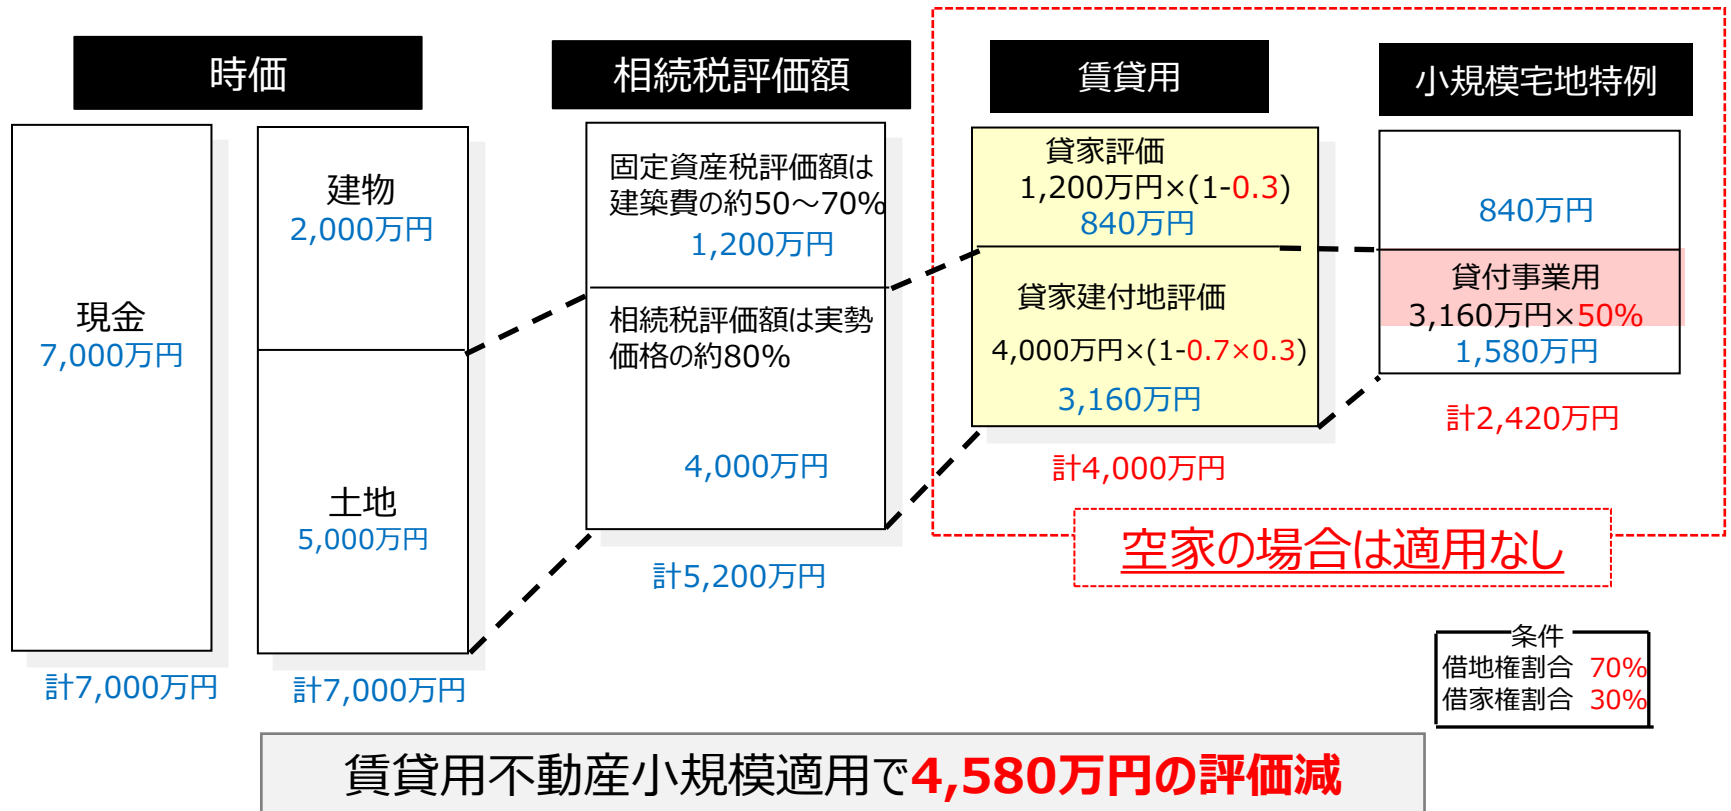 時価
現金
7,000万円
計7,000万円
建物
2,000万円
土地
5,000万円
計7,000万円
相続税評価額
固定資産税評価額は
建築費の約50～70%
1,200万円
相続税評価額は実勢
価格の約80%
4,000万円
計5,200万円
賃貸用
貸家評価
1,200万円×(1-0.3)
840万円
貸家建付地評価
4,000万円×(1-0.7×0.3)
3,160万円
計4,000万円
小規模宅地特例
840万円
貸付事業用
3,160万円×50%
1,580万円
計2,420万円
空家の場合は適用なし
条件
借地権割合 70%
借家権割合 30%
賃貸用不動産小規模適用で4,580万円の評価減